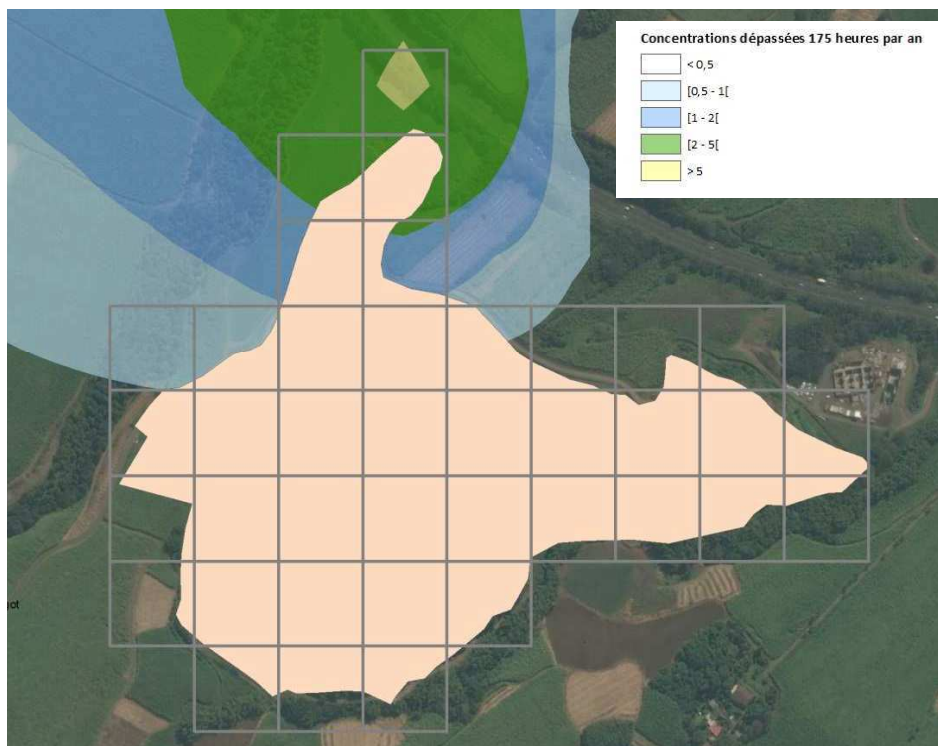 Concentrations dépassées 175 heures par an
< 0,5
[0,5 - 1[
[1 - 2[
[2 - 5[
> 5